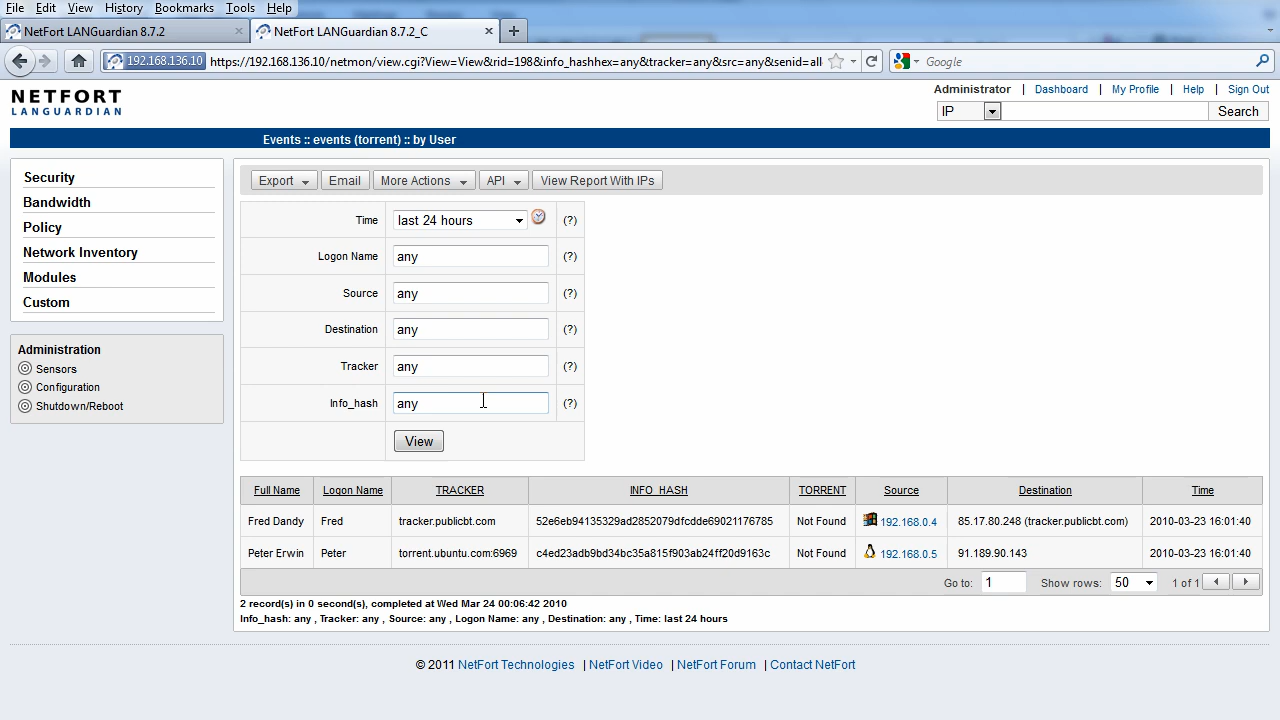 File Edit View History Bookmarks Tools Help
NetFort LANGuardian 8.7.2
NetFort LANGuardian 8.7.2_C
192.168.136.10 https://192.168.136.10/netmon/view.cgi?View=View&rid=198&info_hashhex=any&tracker=any&src=any&senid=all
Google
NETFORT
LANGUARDIAN
Administrator | Dashboard | My Profile | Help | Sign Out
IP Search
Events :: events (torrent) :: by User
Security
Bandwidth
Policy
Network Inventory
Modules
Custom
Administration
Sensors
Configuration
Shutdown/Reboot
Export Email More Actions API View Report With IPs
Time last 24 hours (?)
Logon Name any (?)
Source any (?)
Destination any (?)
Tracker any (?)
Info_hash any (?)
View
Full Name Logon Name TRACKER INFO_HASH TORRENT Source Destination Time
Fred Dandy Fred tracker.publicbt.com 52e6eb94135329ad2852079dfcdde69021176785 Not Found 192.168.0.4 85.17.80.248 (tracker.publicbt.com) 2010-03-23 16:01:40
Peter Erwin Peter torrent.ubuntu.com:6969 c4ed23adb9bd34bc35a815f903ab24ff20d9163c Not Found 192.168.0.5 91.189.90.143 2010-03-23 16:01:40
Go to: 1 Show rows: 50 1 of 1
2 record(s) in 0 second(s), completed at Wed Mar 24 00:06:42 2010
Info_hash: any , Tracker: any , Source: any , Logon Name: any , Destination: any , Time: last 24 hours
© 2011 NetFort Technologies | NetFort Video | NetFort Forum | Contact NetFort